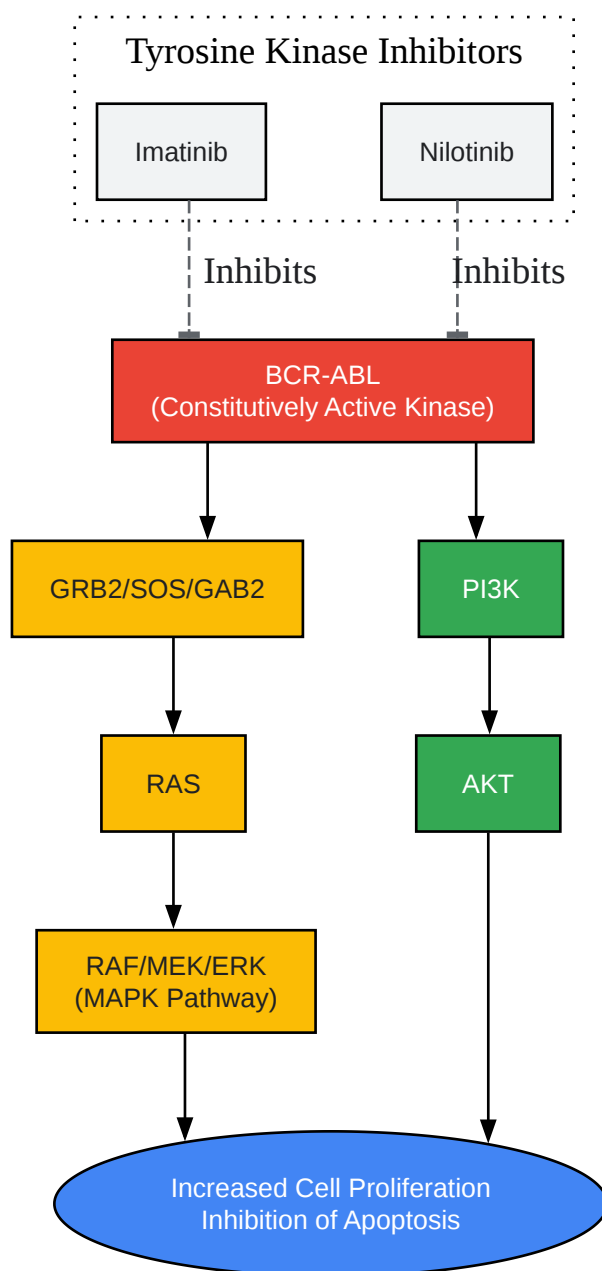 Tyrosine Kinase Inhibitors
Imatinib
Nilotinib
Inhibits
Inhibits
BCR-ABL
(Constitutively Active Kinase)
GRB2/SOS/GAB2
PI3K
RAS
AKT
RAF/MEK/ERK
(MAPK Pathway)
Increased Cell Proliferation
Inhibition of Apoptosis